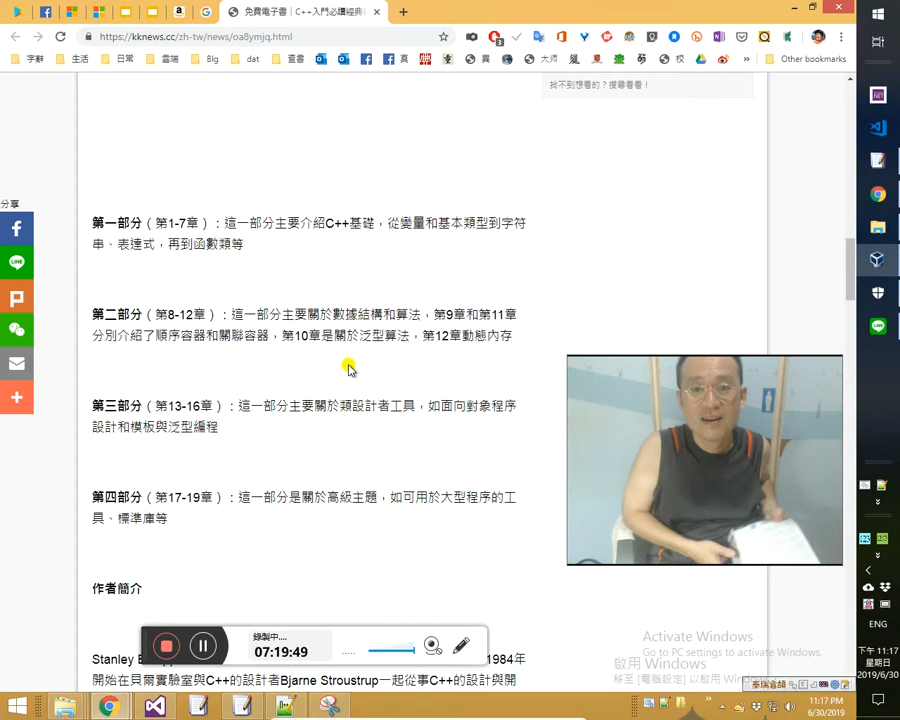 免費電子書 | C++入門必讀經典
https://kknews.cc/zh-tw/news/oa8ymjq.html
字辭
生活
日常
雲端
Blg
dat
查書
真
異
大师
校
Other bookmarks
找不到想看的？搜尋看看！
分享
第一部分（第1-7章）：這一部分主要介紹C++基礎，從變量和基本類型到字符
串、表達式，再到函數類等
第二部分（第8-12章）：這一部分主要關於數據結構和算法，第9章和第11章
分別介紹了順序容器和關聯容器，第10章是關於泛型算法，第12章動態內存
第三部分（第13-16章）：這一部分主要關於類設計者工具，如面向對象程序
設計和模板與泛型編程
第四部分（第17-19章）：這一部分是關於高級主題，如可用於大型程序的工
具、標準庫等
作者簡介
錄製中....
07:19:49
Stanley B
1984年
開始在貝爾實驗室與C++的設計者Bjarne Stroustrup一起從事C++的設計與開
Activate Windows
Go to PC settings to activate Windows.
啟用 Windows
移至 [電腦設定] 以啟用 Windows
ENG
下午 11:17
星期日
2019/6/30
11:17 PM
6/30/2019